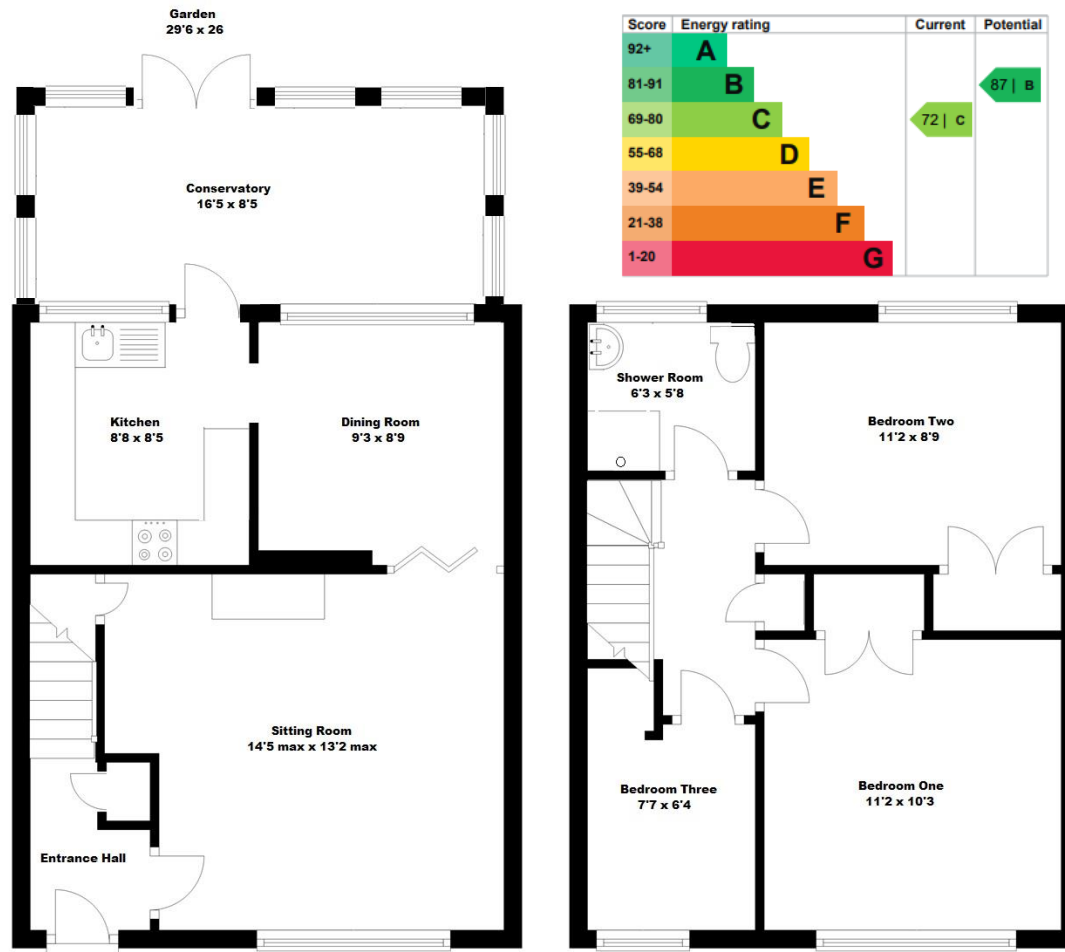 Garden
29'6 x 26
Score Energy rating Current Potential
92+ A
81-91 B 87 | B
69-80 C 72 | C
55-68 D
39-54 E
21-38 F
1-20 G
Conservatory
16'5 x 8'5
Kitchen
8'8 x 8'5
Dining Room
9'3 x 8'9
Sitting Room
14'5 max x 13'2 max
Entrance Hall
Shower Room
6'3 x 5'8
Bedroom Two
11'2 x 8'9
Bedroom Three
7'7 x 6'4
Bedroom One
11'2 x 10'3